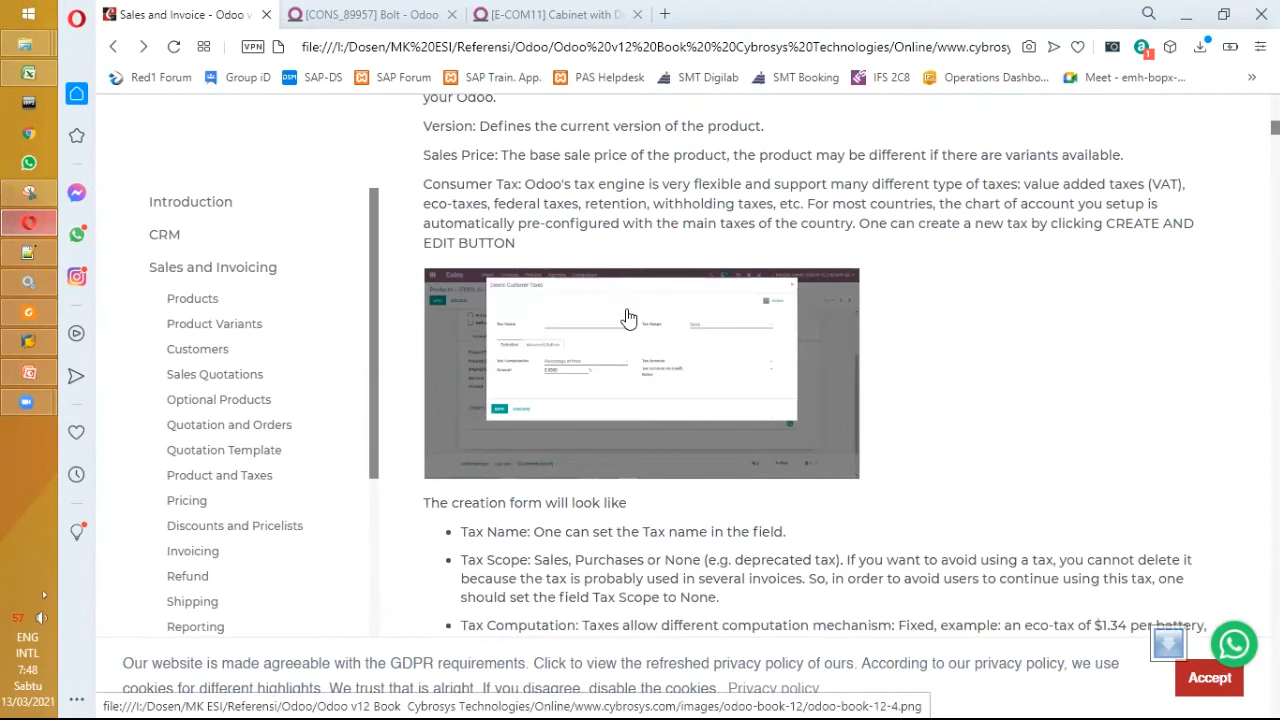 Sales and Invoice - Odoo v
[CONS_89957] Bolt - Odoo
[E-COM11] Cabinet with D
VPN
file:///I:/Dosen/MK%20ESI/Referensi/Odoo/Odoo%20v12%20Book%20%20Cybrosys%20Technologies/Online/www.cybrosy
Red1 Forum
Group iD
SAP-DS
SAP Forum
SAP Train. App.
PAS Helpdesk
SMT Digilab
SMT Booking
IFS 2C8
Operations Dashbo...
Meet - emh-bopx-...
your Odoo.
Version: Defines the current version of the product.
Sales Price: The base sale price of the product, the product may be different if there are variants available.
Consumer Tax: Odoo's tax engine is very flexible and support many different type of taxes: value added taxes (VAT),
eco-taxes, federal taxes, retention, withholding taxes, etc. For most countries, the chart of account you setup is
automatically pre-configured with the main taxes of the country. One can create a new tax by clicking CREATE AND
EDIT BUTTON
Introduction
CRM
Sales and Invoicing
Products
Product Variants
Customers
Sales Quotations
Optional Products
Quotation and Orders
Quotation Template
Product and Taxes
Pricing
Discounts and Pricelists
Invoicing
Refund
Shipping
Reporting
Tax Name
Tax Scope
The creation form will look like
Tax Name: One can set the Tax name in the field.
Tax Scope: Sales, Purchases or None (e.g. deprecated tax). If you want to avoid using a tax, you cannot delete it
because the tax is probably used in several invoices. So, in order to avoid users to continue using this tax, one
should set the field Tax Scope to None.
Tax Computation: Taxes allow different computation mechanism: Fixed, example: an eco-tax of $1.34 per battery,
Our website is made agreeable with the GDPR requirements. Click to view the refreshed privacy policy of ours. According to our privacy policy, we use
cookies for different highlights. We trust that is alright. If you disagree, disable the cookies. Privacy policy
Accept
file:///I:/Dosen/MK ESI/Referensi/Odoo/Odoo v12 Book Cybrosys Technologies/Online/www.cybrosys.com/images/odoo-book-12/odoo-book-12-4.png
57
ENG
INTL
7:48
Sabtu
13/03/2021